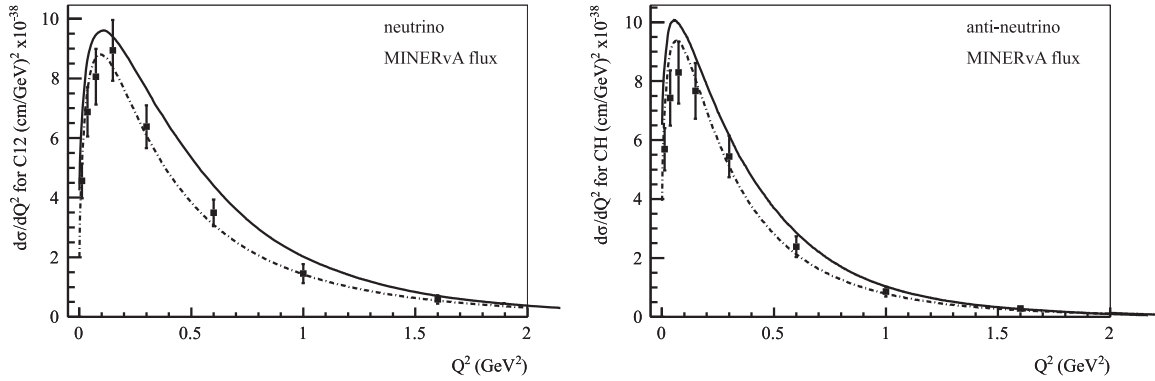 neutrino
MINERvA flux
dσ/dQ² for C12 (cm/GeV)² x10⁻³⁸
10
8
6
4
2
0
0 0.5 1 1.5 2
Q² (GeV²)
anti-neutrino
MINERvA flux
dσ/dQ² for CH (cm/GeV)² x10⁻³⁸
10
8
6
4
2
0
0 0.5 1 1.5 2
Q² (GeV²)